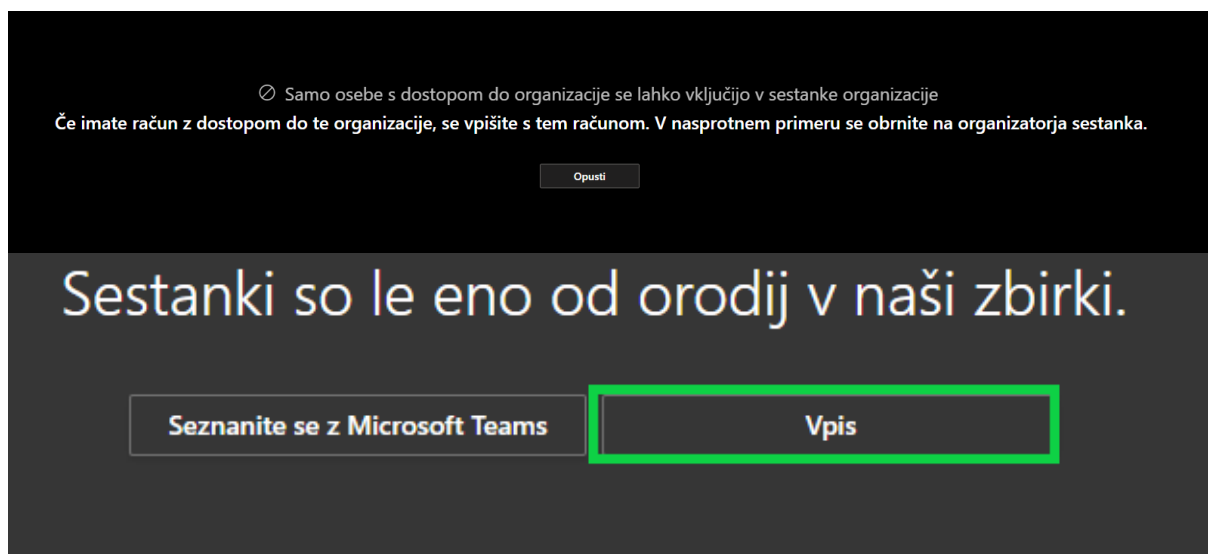 Samo osebe s dostopom do organizacije se lahko vključijo v sestanke organizacije
Če imate račun z dostopom do te organizacije, se vpišite s tem računom. V nasprotnem primeru se obrnite na organizatorja sestanka.
Opusti
Sestanki so le eno od orodij v naši zbirki.
Seznanite se z Microsoft Teams
Vpis